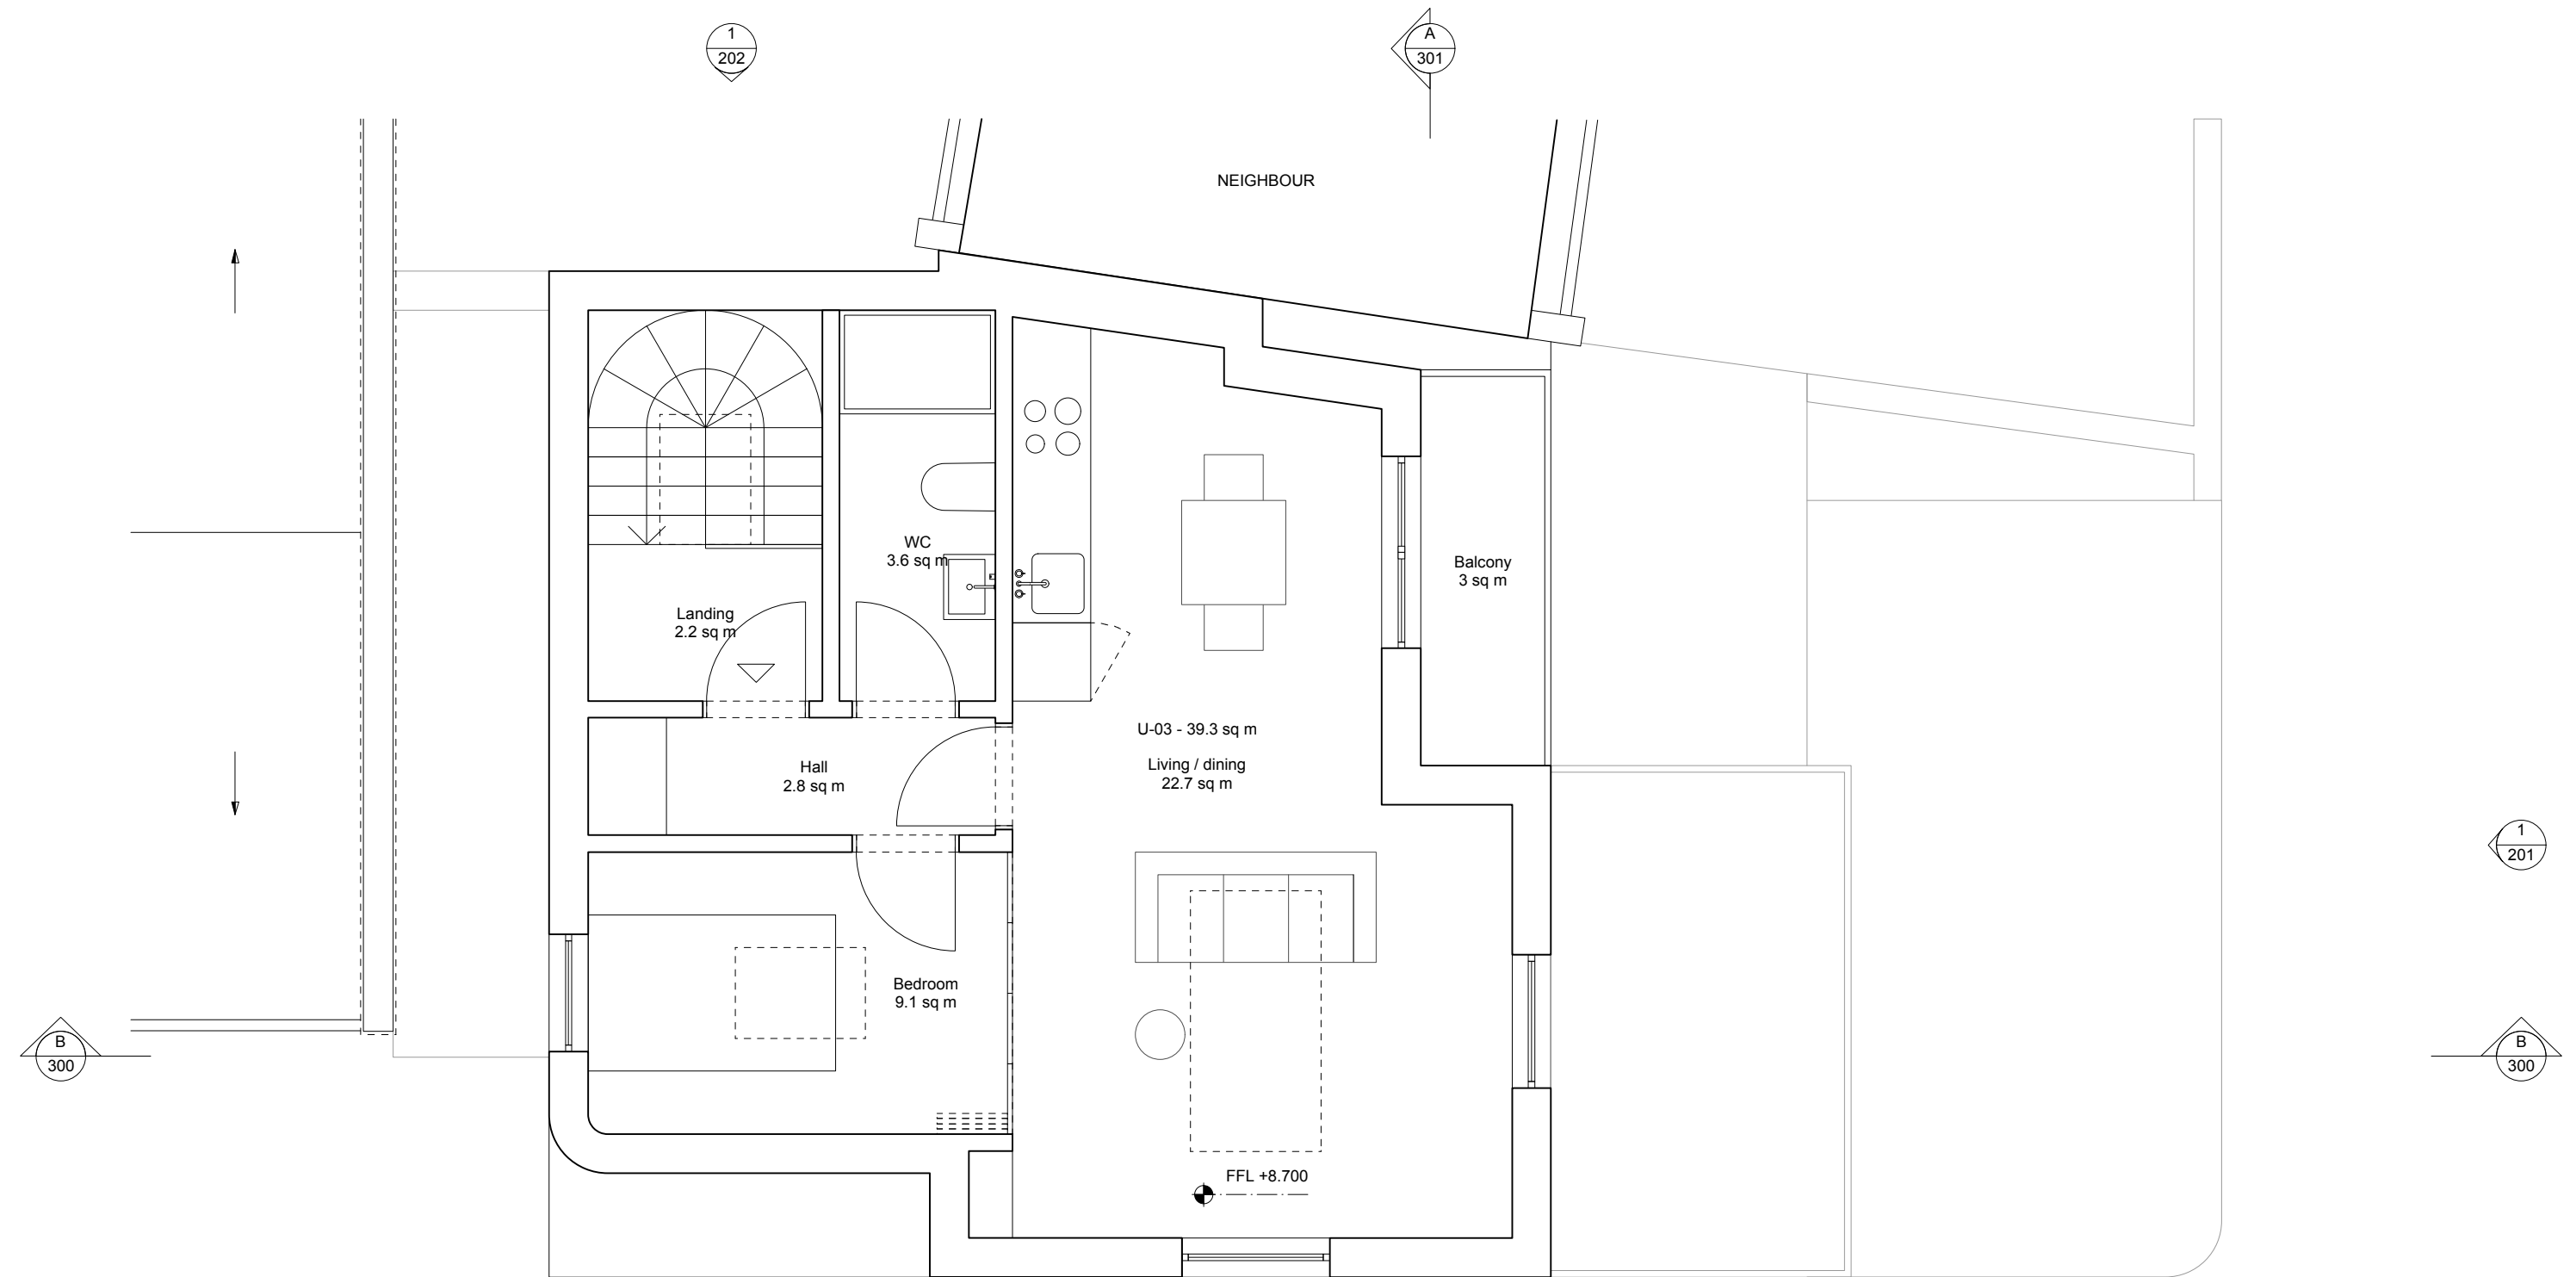 1
202
A
301
NEIGHBOUR
WC
3.6 sq m
Balcony
3 sq m
Landing
2.2 sq m
U-03 - 39.3 sq m
Hall
2.8 sq m
Living / dining
22.7 sq m
1
201
Bedroom
9.1 sq m
B
300
B
300
FFL +8.700